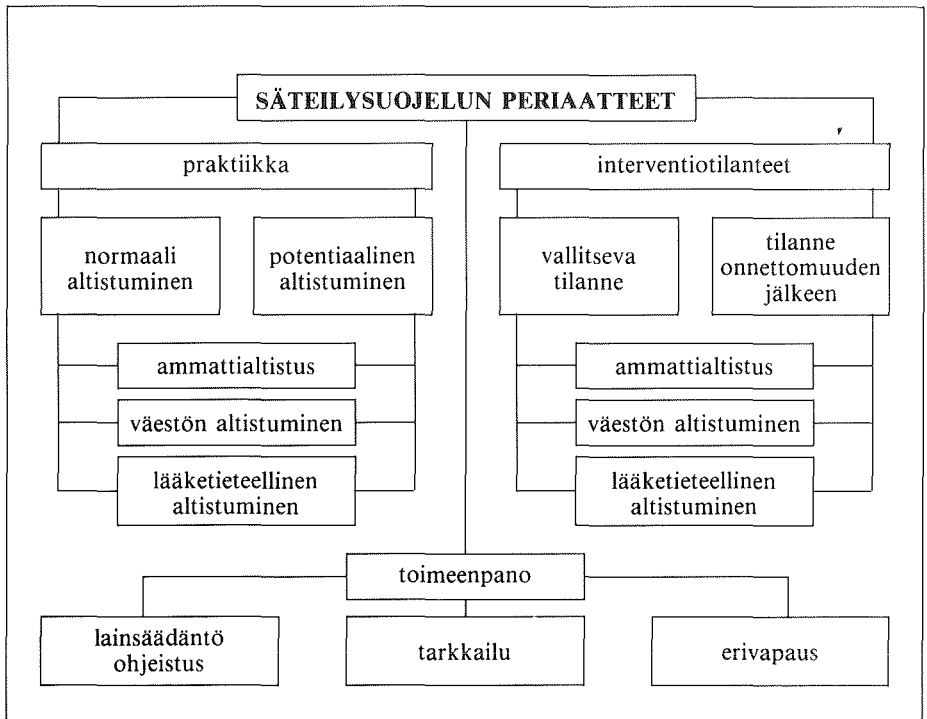 SÄTEILYSUOJELUN PERIAATTEET
praktiikka
interventiotilanteet
normaali
altistuminen
potentiaalinen
altistuminen
vallitseva
tilanne
tilanne
onnettomuuden
jälkeen
ammattialtistus
väestön altistuminen
lääketieteellinen
altistuminen
ammattialtistus
väestön altistuminen
lääketieteellinen
altistuminen
toimeenpano
lainsäädäntö
ohjeistus
tarkkailu
erivapaus